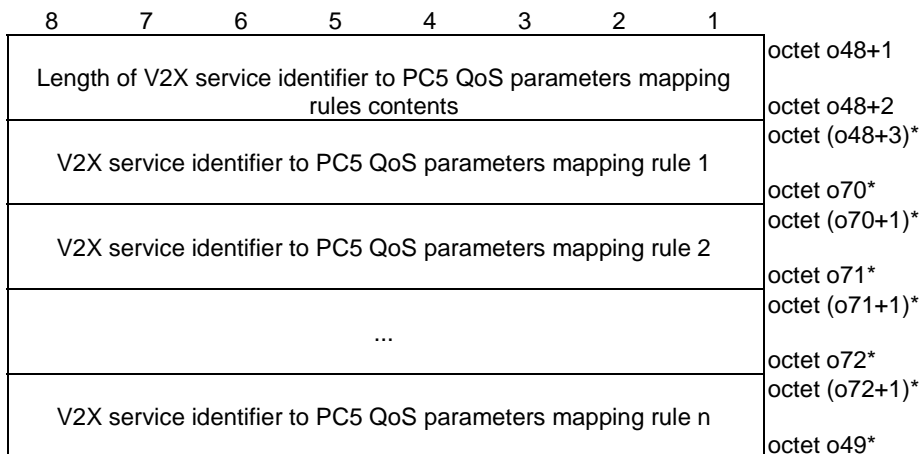 8 7 6 5 4 3 2 1
Length of V2X service identifier to PC5 QoS parameters mapping
rules contents
octet o48+1
octet o48+2
V2X service identifier to PC5 QoS parameters mapping rule 1
octet (o48+3)*
octet o70*
V2X service identifier to PC5 QoS parameters mapping rule 2
octet (o70+1)*
octet o71*
...
octet (o71+1)*
octet o72*
V2X service identifier to PC5 QoS parameters mapping rule n
octet (o72+1)*
octet o49*